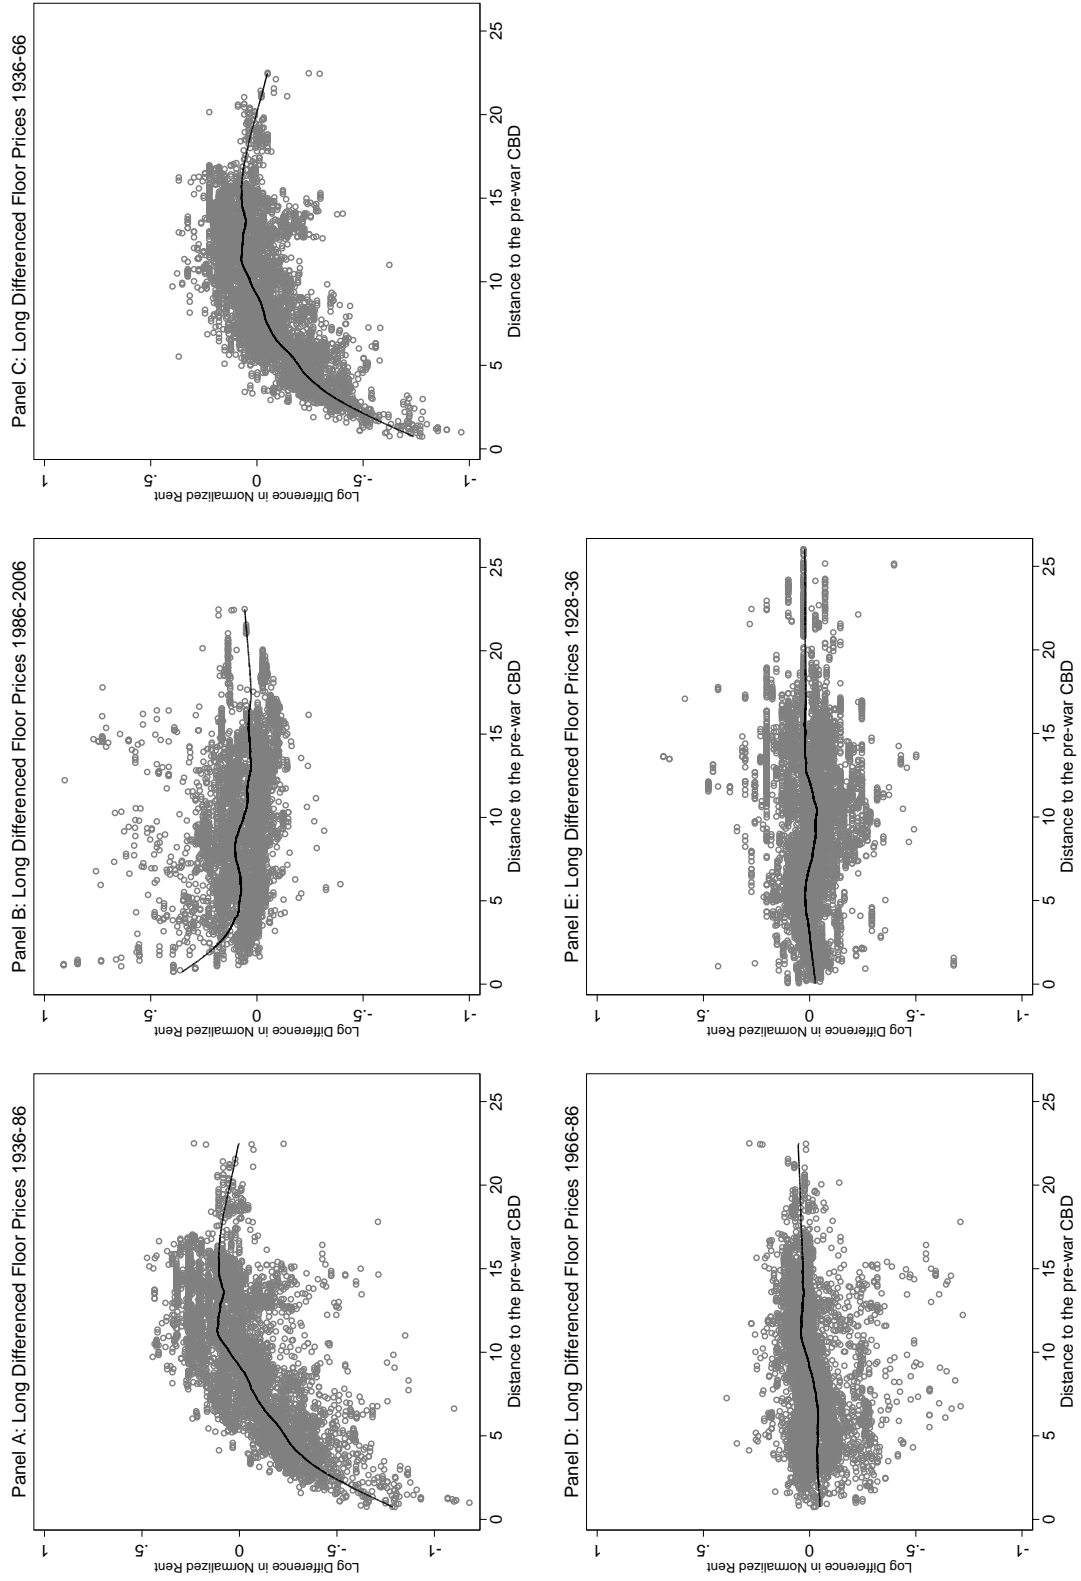 Panel A: Long Differenced Floor Prices 1936-86
Log Difference in Normalized Rent
1
.5
0
-.5
-1
0 5 10 15 20 25
Distance to the pre-war CBD
Panel B: Long Differenced Floor Prices 1986-2006
Log Difference in Normalized Rent
1
.5
0
-.5
-1
0 5 10 15 20 25
Distance to the pre-war CBD
Panel C: Long Differenced Floor Prices 1936-66
Log Difference in Normalized Rent
1
.5
0
-.5
-1
0 5 10 15 20 25
Distance to the pre-war CBD
Panel D: Long Differenced Floor Prices 1966-86
Log Difference in Normalized Rent
1
.5
0
-.5
-1
0 5 10 15 20 25
Distance to the pre-war CBD
Panel E: Long Differenced Floor Prices 1928-36
Log Difference in Normalized Rent
1
.5
0
-.5
-1
0 5 10 15 20 25
Distance to the pre-war CBD